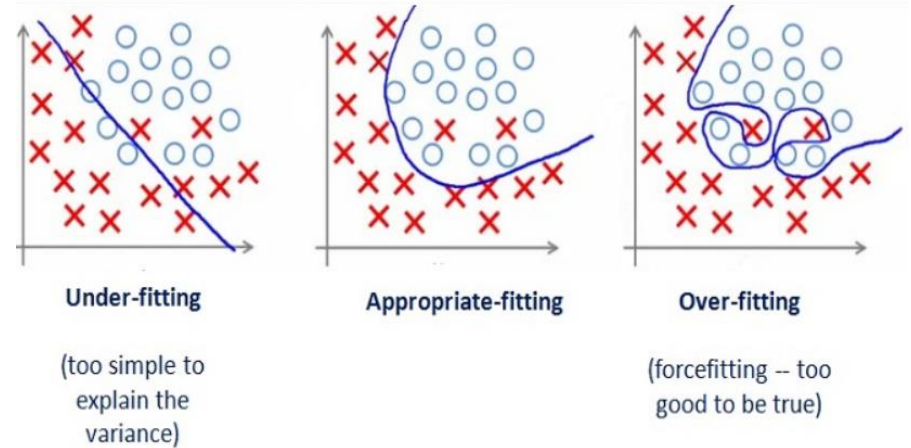 Under-fitting
Appropriate-fitting
Over-fitting
(too simple to
explain the
variance)
(forcefitting -- too
good to be true)